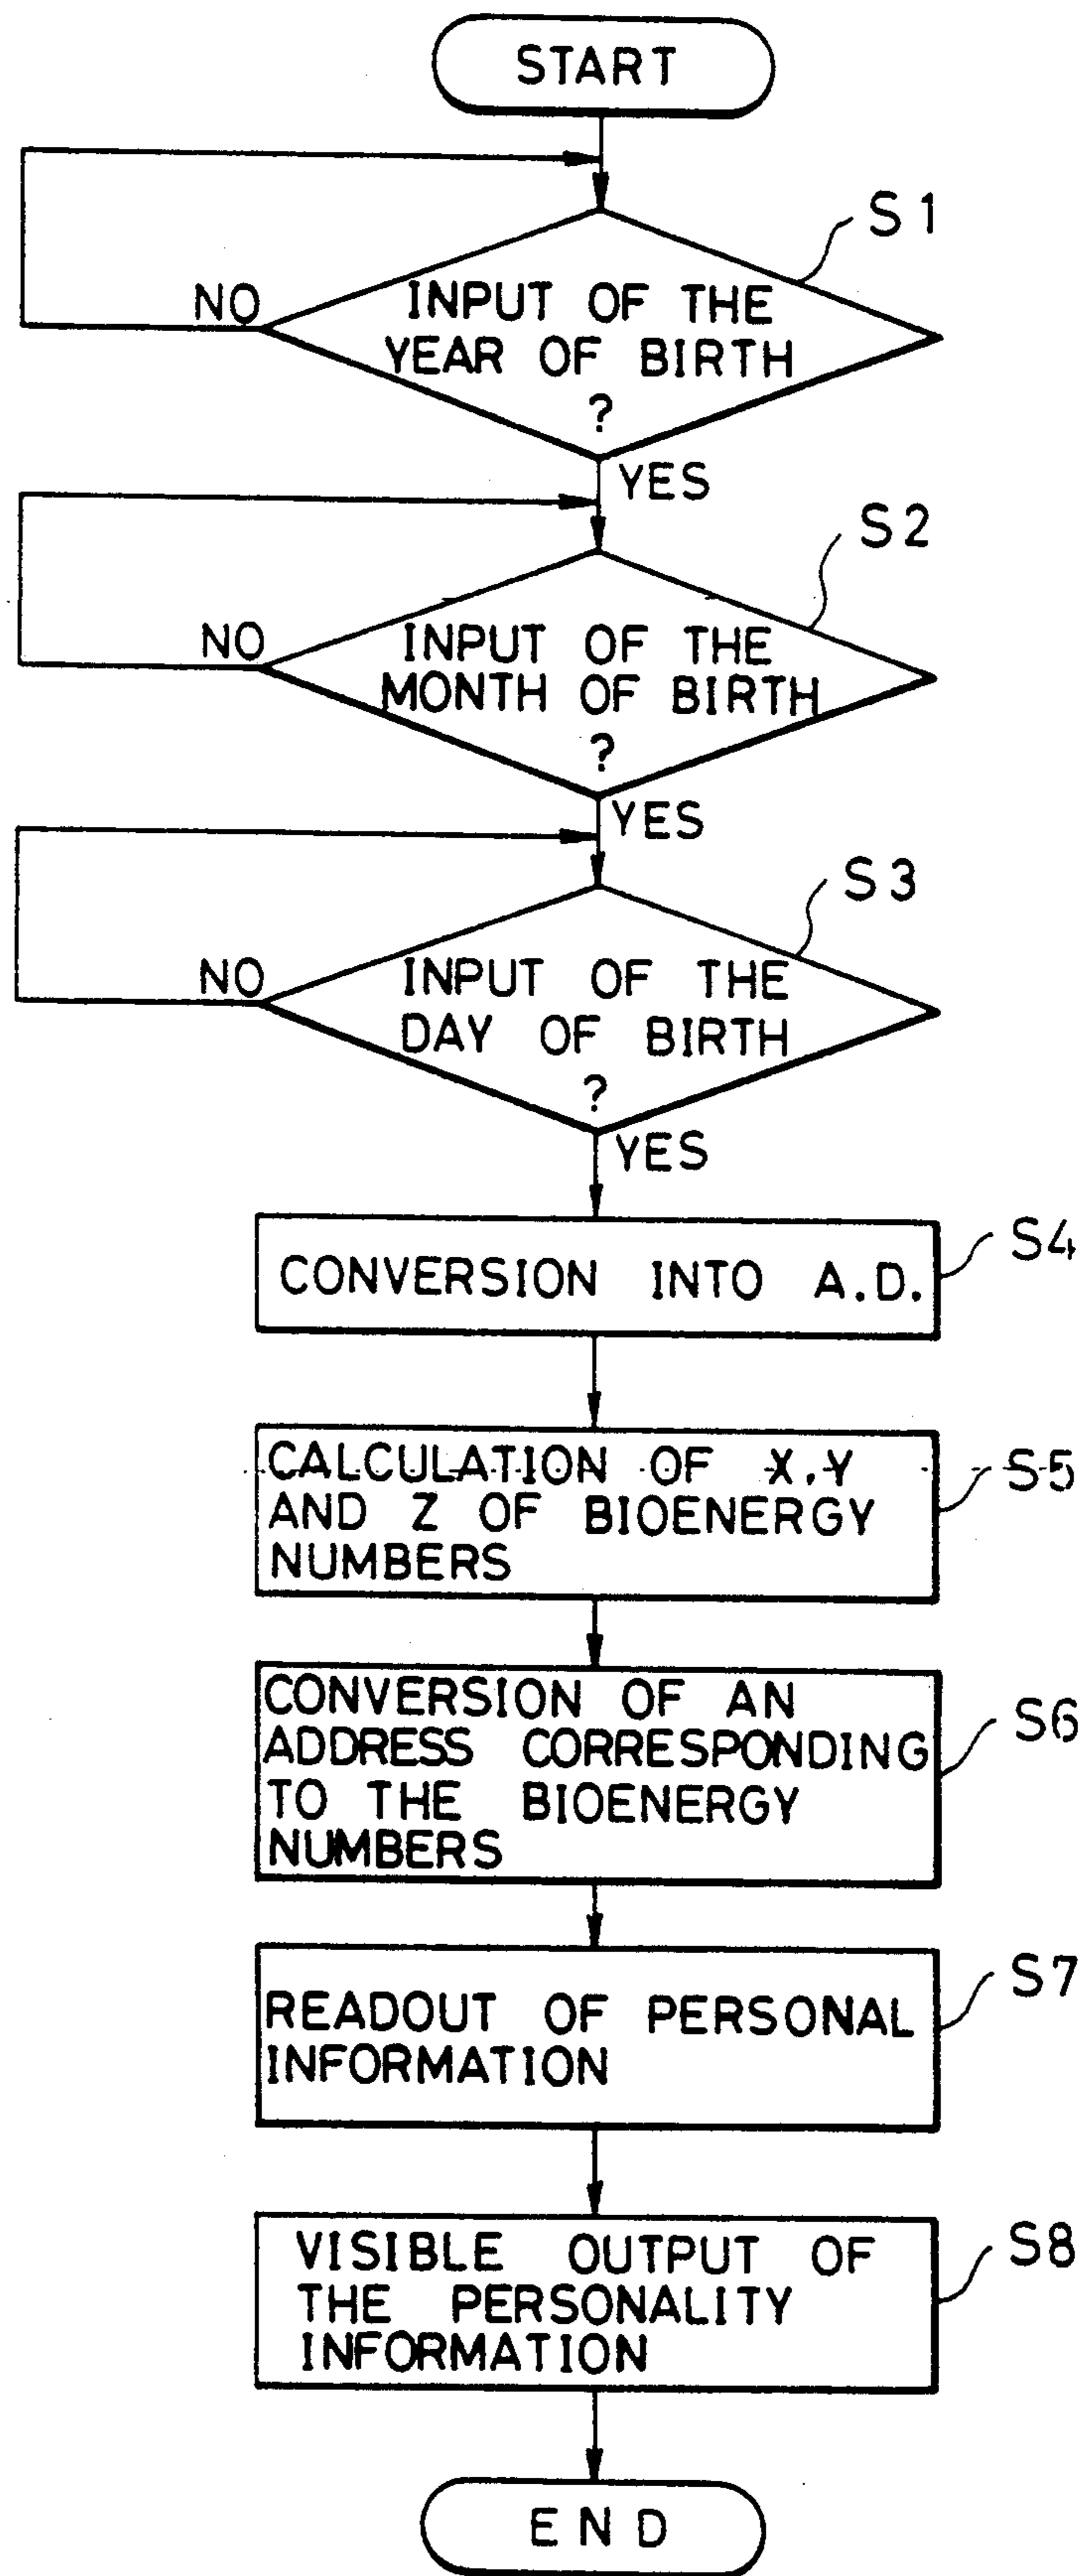 START
S1
NO
INPUT OF THE
YEAR OF BIRTH
?
YES
S2
NO
INPUT OF THE
MONTH OF BIRTH
?
YES
S3
NO
INPUT OF THE
DAY OF BIRTH
?
YES
S4
CONVERSION INTO A.D.
S5
CALCULATION OF X,Y
AND Z OF BIOENERGY
NUMBERS
S6
CONVERSION OF AN
ADDRESS CORRESPONDING
TO THE BIOENERGY
NUMBERS
S7
READOUT OF PERSONAL
INFORMATION
S8
VISIBLE OUTPUT OF
THE PERSONALITY
INFORMATION
END